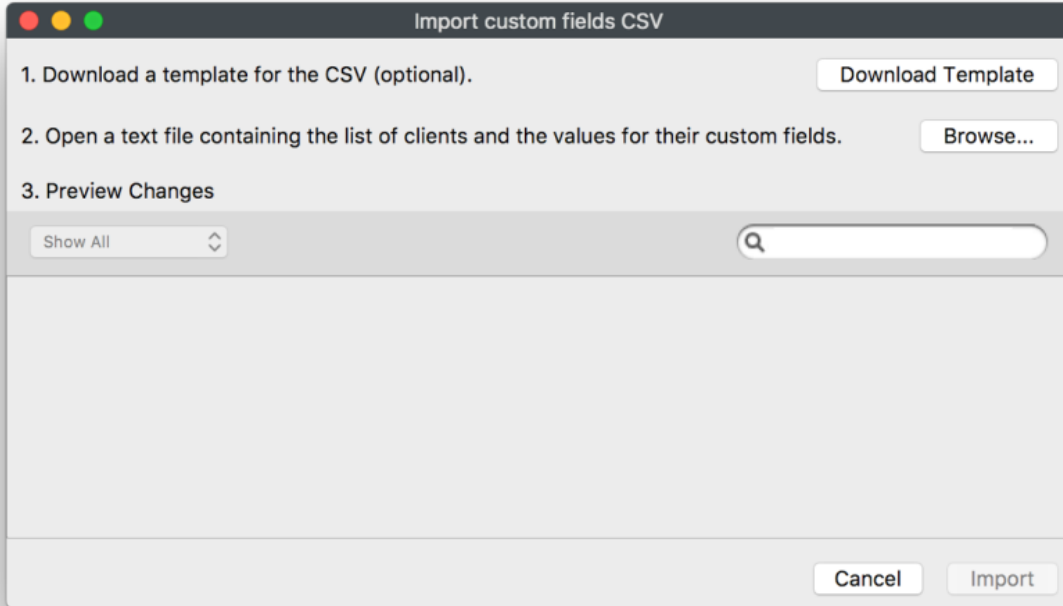 Import custom fields CSV
1. Download a template for the CSV (optional).
Download Template
2. Open a text file containing the list of clients and the values for their custom fields.
Browse...
3. Preview Changes
Show All
Cancel
Import